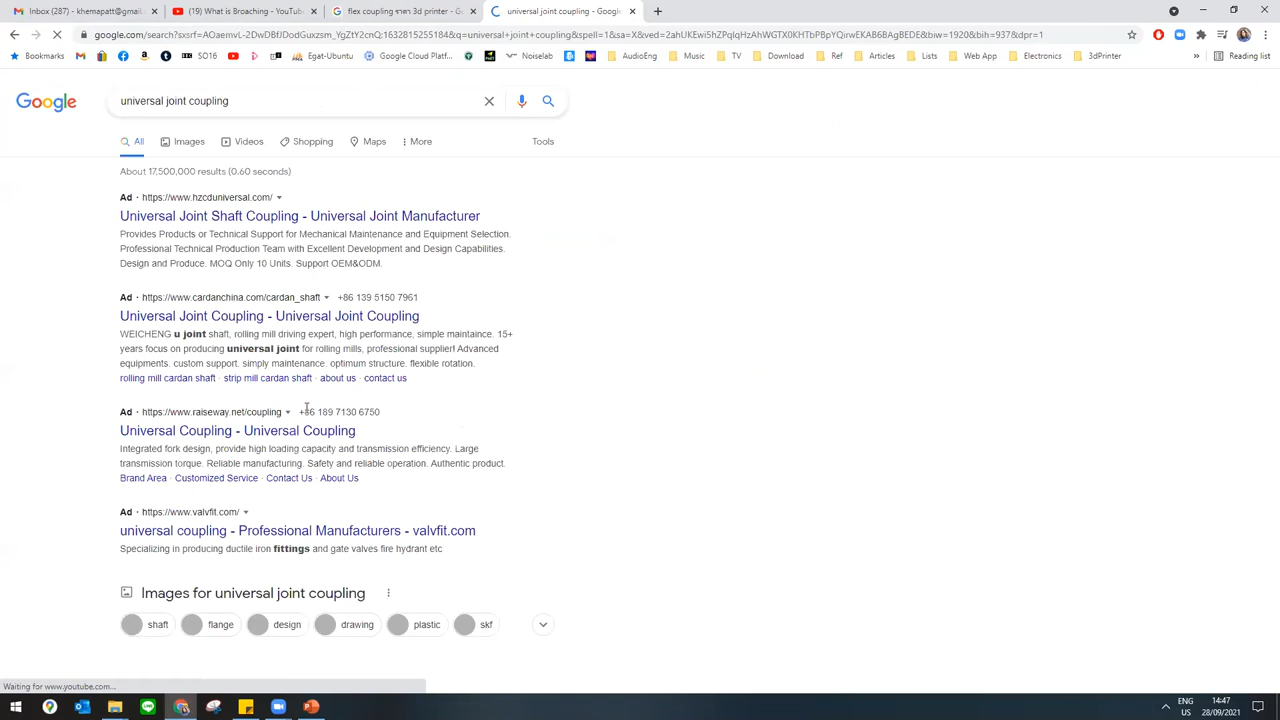 Inbox (287) - khemapatt@gmail.c
(19) What is Broaching - YouTube
flex coupling ราคา 3d printer - G
universal joint coupling - Google
google.com/search?sxsrf=AOaemvL-2DwDBfJDodGuxzsm_YgZtY2cnQ:1632815255184&q=universal+joint+coupling&spell=1&sa=X&ved=2ahUKEwi5hZPqlqHzAhWGTX0KHTbPBpYQirwEKAB6BAgBEDE&biw=1920&bih=937&dpr=1
Bookmarks SO16 Egat-Ubuntu Google Cloud Platf... Noiselab AudioEng Music TV Download Ref Articles Lists Web App Electronics 3dPrinter » Reading list
Google
universal joint coupling
All Images Videos Shopping Maps More Tools
About 17,500,000 results (0.60 seconds)
Ad · https://www.hzcduniversal.com/
Universal Joint Shaft Coupling - Universal Joint Manufacturer
Provides Products or Technical Support for Mechanical Maintenance and Equipment Selection.
Professional Technical Production Team with Excellent Development and Design Capabilities.
Design and Produce. MOQ Only 10 Units. Support OEM&ODM.
Ad · https://www.cardanchina.com/cardan_shaft +86 139 5150 7961
Universal Joint Coupling - Universal Joint Coupling
WEICHENG u joint shaft, rolling mill driving expert, high performance, simple maintaince. 15+
years focus on producing universal joint for rolling mills, professional supplier! Advanced
equipments. custom support. simply maintenance. optimum structure. flexible rotation.
rolling mill cardan shaft · strip mill cardan shaft · about us · contact us
Ad · https://www.raiseway.net/coupling +86 189 7130 6750
Universal Coupling - Universal Coupling
Integrated fork design, provide high loading capacity and transmission efficiency. Large
transmission torque. Reliable manufacturing. Safety and reliable operation. Authentic product.
Brand Area · Customized Service · Contact Us · About Us
Ad · https://www.valvfit.com/
universal coupling - Professional Manufacturers - valvfit.com
Specializing in producing ductile iron fittings and gate valves fire hydrant etc
Images for universal joint coupling
shaft flange design drawing plastic skf
Waiting for www.youtube.com...
ENG 14:47
US 28/09/2021